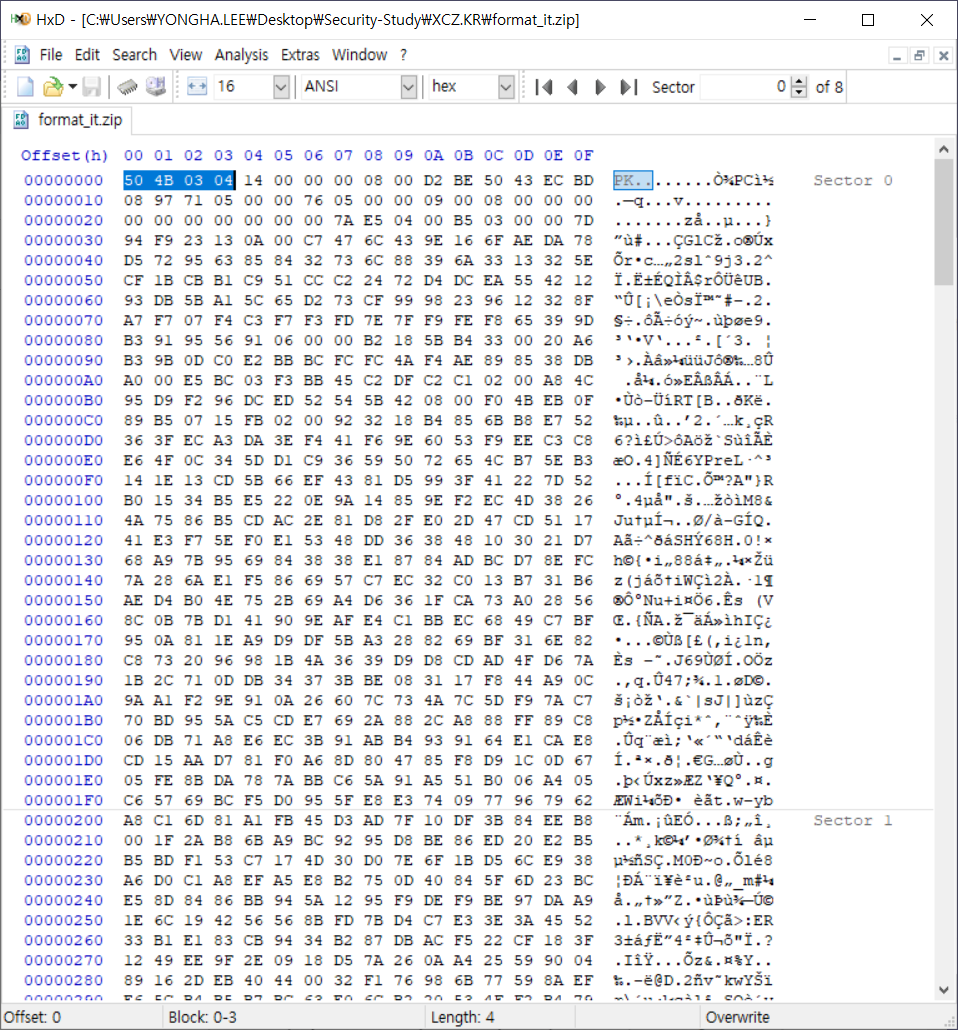 HxD - [C:₩Users₩YONGHA.LEE₩Desktop₩Security-Study₩XCZ.KR₩format_it.zip]
File Edit Search View Analysis Extras Window ?
16 ANSI hex Sector 0 of 8
format_it.zip
Offset(h) 00 01 02 03 04 05 06 07 08 09 0A 0B 0C 0D 0E 0F
00000000 50 4B 03 04 14 00 00 00 08 00 D2 BE 50 43 EC BD PK........Ò¾PCì½ Sector 0
00000010 08 97 71 05 00 00 76 05 00 00 09 00 08 00 00 00 .—q...v.........
00000020 00 00 00 00 00 00 00 7A E5 04 00 B5 03 00 00 7D .......zå..µ...}
00000030 94 F9 23 13 0A 00 C7 47 6C 43 9E 16 6F AE DA 78 ”ù#...ÇGlCž.o®Úx
00000040 D5 72 95 63 85 84 32 73 6C 88 39 6A 33 13 32 5E Õr•c…„2slˆ9j3.2^
00000050 CF 1B CB B1 C9 51 CC C2 24 72 D4 DC EA 55 42 12 Ï.Ë±ÉQÌÂ$rÔÜêUB.
00000060 93 DB 5B A1 5C 65 D2 73 CF 99 98 23 96 12 32 8F “Û[¡\eÒsÏ™˜#–.2.
00000070 A7 F7 07 F4 C3 F7 F3 FD 7E 7F F9 FE F8 65 39 9D §÷.ôÃ÷óý~.ùþøe9.
00000080 B3 91 95 56 91 06 00 00 B2 18 5B B4 33 00 20 A6 ³‘•V‘...².[´3. ¦
00000090 B3 9B 0D C0 E2 BB BC FC FC 4A F4 AE 89 85 38 DB ³›.Àâ»¼üüJô®‰…8Û
000000A0 A0 00 E5 BC 03 F3 BB 45 C2 DF C2 C1 02 00 A8 4C .å¼.ó»EÂßÂÁ..¨L
000000B0 95 D9 F2 96 DC ED 52 54 5B 42 08 00 F0 4B EB 0F •Ùò–ÜíRT[B..ðKë.
000000C0 89 B5 07 15 FB 02 00 92 32 18 B4 85 6B B8 E7 52 ‰µ..û..’2.´…k¸çR
000000D0 36 3F EC A3 DA 3E F4 41 F6 9E 60 53 F9 EE C3 C8 6?ì£Ú>ôAöž`SùîÃÈ
000000E0 E6 4F 0C 34 5D D1 C9 36 59 50 72 65 4C B7 5E B3 æO.4]ÑÉ6YPreL·^³
000000F0 14 1E 13 CD 5B 66 EF 43 81 D5 99 3F 41 22 7D 52 ...Í[fïC.Õ™?A"}R
00000100 B0 15 34 B5 E5 22 0E 9A 14 85 9E F2 EC 4D 38 26 °.4µå".š.…žòìM8&
00000110 4A 75 86 B5 CD AC 2E 81 D8 2F E0 2D 47 CD 51 17 Ju†µÍ¬..Ø/à-GÍQ.
00000120 41 E3 F7 5E F0 E1 53 48 DD 36 38 48 10 30 21 D7 Aã÷^ðáSHÝ68H.0!×
00000130 68 A9 7B 95 69 84 38 38 E1 87 84 AD BC D7 8E FC h©{•i„88á‡„.¼×Žü
00000140 7A 28 6A E1 F5 86 69 57 C7 EC 32 C0 13 B7 31 B6 z(jáõ†iWÇì2À.·1¶
00000150 AE D4 B0 4E 75 2B 69 A4 D6 36 1F CA 73 A0 28 56 ®Ô°Nu+i¤Ö6.Ês (V
00000160 8C 0B 7B D1 41 90 9E AF E4 C1 BB EC 68 49 C7 BF Œ.{ÑA.ž¯äÁ»ìhIÇ¿
00000170 95 0A 81 1E A9 D9 DF 5B A3 28 82 69 BF 31 6E 82 •...©Ùß[£(‚i¿1n‚
00000180 C8 73 20 96 98 1B 4A 36 39 D9 D8 CD AD 4F D6 7A Ès –˜.J69ÙØÍ.OÖz
00000190 1B 2C 71 0D DB 34 37 3B BE 08 31 17 F8 44 A9 0C .,q.Û47;¾.1.øD©.
000001A0 9A A1 F2 9E 91 0A 26 60 7C 73 4A 7C 5D F9 7A C7 š¡òž‘.&`|sJ|]ùzÇ
000001B0 70 BD 95 5A C5 CD E7 69 2A 88 2C A8 88 FF 89 C8 p½•ZÅÍçi*ˆ,¨ˆÿ‰È
000001C0 06 DB 71 A8 E6 EC 3B 91 AB B4 93 91 64 E1 CA E8 .Ûq¨æì;‘«´“‘dáÊè
000001D0 CD 15 AA D7 81 F0 A6 8D 80 47 85 F8 D9 1C 0D 67 Í.ª×.ð¦.€G…øÙ..g
000001E0 05 FE 8B DA 78 7A BB C6 5A 91 A5 51 B0 06 A4 05 .þ‹Úxz»ÆZ‘¥Q°.¤.
000001F0 C6 57 69 BC F5 D0 95 5F E8 E3 74 09 77 96 79 62 ÆWi¼õÐ•_èãt.w–yb
00000200 A8 C1 6D 81 A1 FB 45 D3 AD 7F 10 DF 3B 84 EE B8 ¨Ám.¡ûEÓ...ß;„î¸ Sector 1
00000210 00 1F 2A B8 6B A9 BC 92 95 D8 BE 86 ED 20 E2 B5 ..*¸k©¼’•Ø¾†í âµ
00000220 B5 BD F1 53 C7 17 4D 30 D0 7E 6F 1B D5 6C E9 38 µ½ñSÇ.M0Ð~o.Õlé8
00000230 A6 D0 C1 A8 EF A5 E8 B2 75 0D 40 84 5F 6D 23 BC ¦ÐÁ¨ï¥è²u.@„_m#¼
00000240 E5 8D 84 86 BB 94 5A 12 95 F9 DE F9 BE 97 DA A9 å.„†»”Z.•ùÞù¾—Ú©
00000250 1E 6C 19 42 56 56 8B FD 7B D4 C7 E3 3E 3A 45 52 .l.BVV‹ý{ÔÇã>:ER
00000260 33 B1 E1 83 CB 94 34 B2 87 DB AC F5 22 CF 18 3F 3±áƒË”4²‡Û¬õ"Ï.?
00000270 12 49 EE 9F 2E 09 18 D5 7A 26 0A A4 25 59 90 04 .IîŸ...Õz&.¤%Y..
00000280 89 16 2D EB 40 44 00 32 F1 76 98 6B 77 59 8A EF ‰.-ë@D.2ñv˜kwYŠï
Offset: 0 Block: 0-3 Length: 4 Overwrite